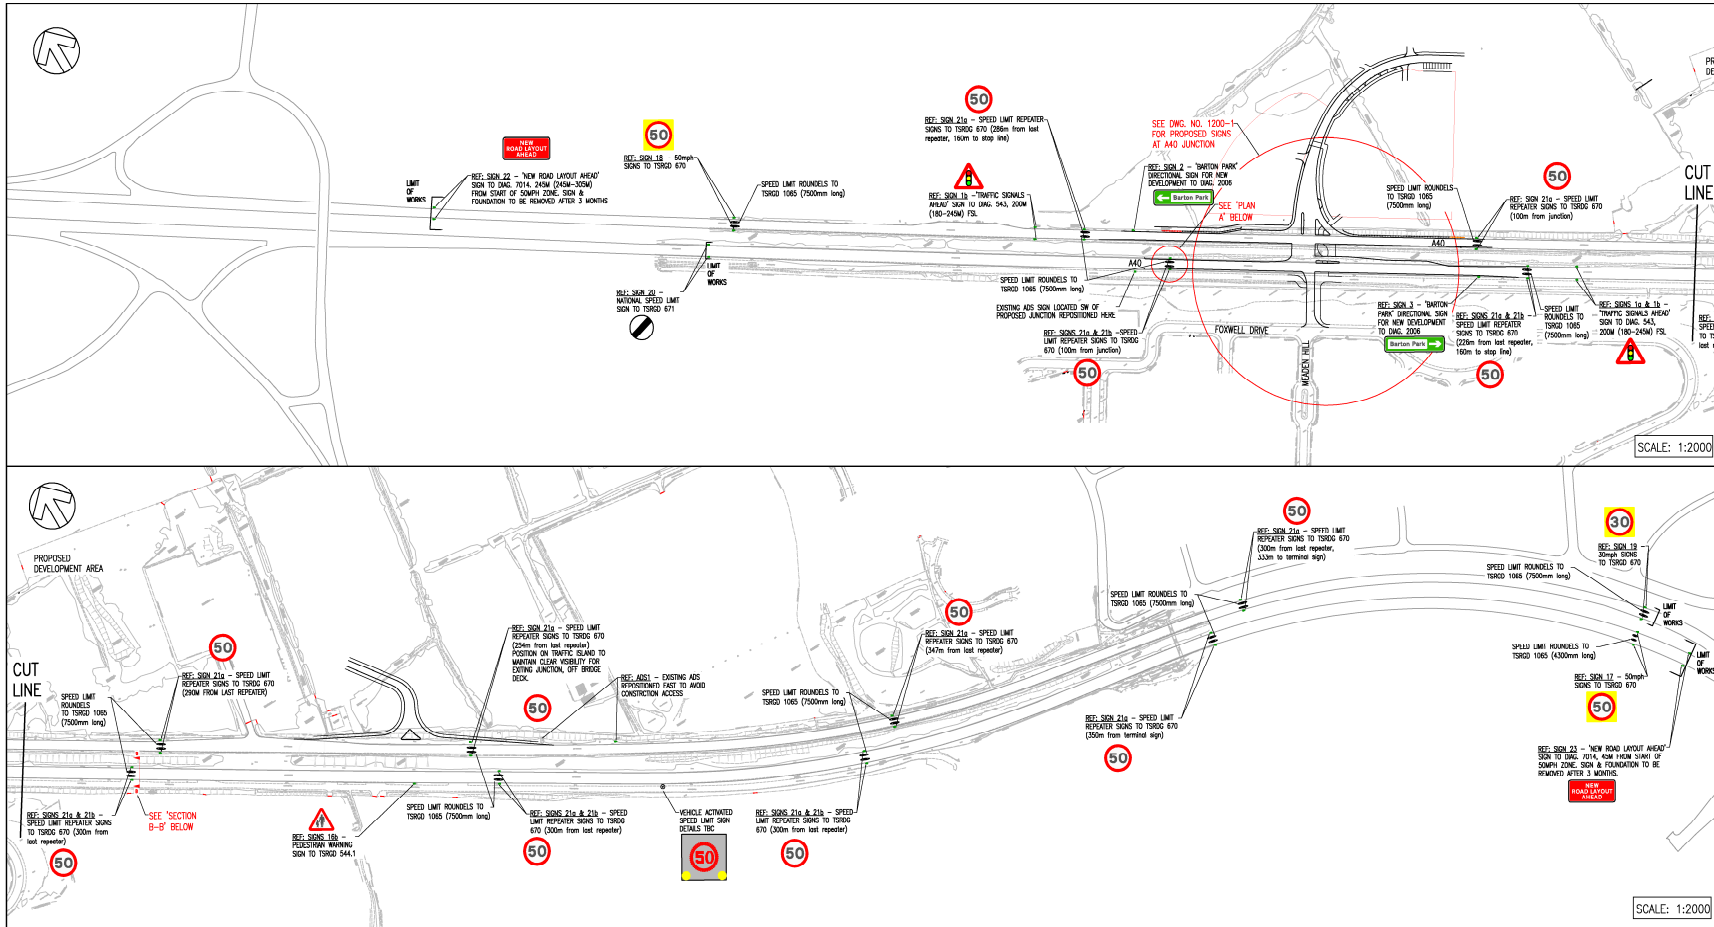 NEW
ROAD LAYOUT
AHEAD
REF: SIGN 22 - 'NEW ROAD LAYOUT AHEAD'
SIGN TO DIAG. 7014. 245M (245M-305M)
FROM START OF 50MPH ZONE. SIGN &
FOUNDATION TO BE REMOVED AFTER 3 MONTHS
LIMIT
OF
WORKS
50
REF: SIGN 18 50mph
SIGNS TO TSRGD 670
SPEED LIMIT ROUNDELS TO
TSRGD 1065 (7500mm long)
LIMIT
OF
WORKS
REF: SIGN 20 -
NATIONAL SPEED LIMIT
SIGN TO TSRGD 671
50
REF: SIGN 21a - SPEED LIMIT REPEATER
SIGNS TO TSRDG 670 (286m from last
repeater, 160m to stop line)
REF: SIGN 1b -'TRAFFIC SIGNALS
AHEAD' SIGN TO DIAG. 543, 200M
(180-245M) FSL
SEE DWG. NO. 1200-1
FOR PROPOSED SIGNS
AT A40 JUNCTION
REF: SIGN 2 - 'BARTON PARK'
DIRECTIONAL SIGN FOR NEW
DEVELOPMENT TO DIAG. 2006
Barton Park
SEE 'PLAN
A' BELOW
A40
SPEED LIMIT ROUNDELS TO
TSRGD 1065 (7500mm long)
EXISTING ADS SIGN LOCATED SW OF
PROPOSED JUNCTION REPOSITIONED HERE
REF: SIGNS 21a & 21b -SPEED
LIMIT REPEATER SIGNS TO TSRDG
670 (100m from junction)
50
FOXWELL DRIVE
MEADEN HILL
SPEED LIMIT ROUNDELS
TO TSRGD 1065
(7500mm long)
A40
50
REF: SIGN 21a - SPEED LIMIT
REPEATER SIGNS TO TSRDG 670
(100m from junction)
REF: SIGN 3 - 'BARTON
PARK' DIRECTIONAL SIGN
FOR NEW DEVELOPMENT
TO DIAG. 2006
Barton Park
REF: SIGNS 21a & 21b -
SPEED LIMIT REPEATER
SIGNS TO TSRDG 670
(226m from last repeater,
160m to stop line)
50
SPEED LIMIT
ROUNDELS TO
TSRGD 1065
(7500mm long)
REF: SIGNS 1a & 1b -
'TRAFFIC SIGNALS AHEAD'
SIGN TO DIAG. 543,
200M (180-245M) FSL
CUT
LINE
SCALE: 1:2000
PROPOSED
DEVELOPMENT AREA
CUT
LINE
50
REF: SIGN 21a - SPEED LIMIT
REPEATER SIGNS TO TSRDG 670
(290M FROM LAST REPEATER)
SPEED LIMIT
ROUNDELS
TO TSRGD 1065
(7500mm long)
REF: SIGNS 21a & 21b -
SPEED LIMIT REPEATER SIGNS
TO TSRDG 670 (300m from
last repeater)
50
SEE 'SECTION
B-B' BELOW
REF: SIGNS 16b -
PEDESTRIAN WARNING
SIGN TO TSRGD 544.1
REF: SIGN 21a - SPEED LIMIT
REPEATER SIGNS TO TSRDG 670
(254m from last repeater)
POSITION ON TRAFFIC ISLAND TO
MAINTAIN CLEAR VISIBILITY FOR
EXITING JUNCTION, OFF BRIDGE
DECK.
50
REF: ADS1 - EXISTING ADS
REPOSITIONED EAST TO AVOID
CONSTRCTION ACCESS
SPEED LIMIT ROUNDELS TO
TSRGD 1065 (7500mm long)
REF: SIGNS 21a & 21b - SPEED
LIMIT REPEATER SIGNS TO TSRDG
670 (300m from last repeater)
50
VEHICLE ACTIVATED
SPEED LIMIT SIGN
DETAILS TBC
50
SPEED LIMIT ROUNDELS TO
TSRGD 1065 (7500mm long)
REF: SIGNS 21a & 21b - SPEED
LIMIT REPEATER SIGNS TO TSRDG
670 (300m from last repeater)
50
50
REF: SIGN 21a - SPEED LIMIT
REPEATER SIGNS TO TSRDG 670
(347m from last repeater)
SPEED LIMIT ROUNDELS TO
TSRGD 1065 (7500mm long)
REF: SIGN 21a - SPEED LIMIT
REPEATER SIGNS TO TSRDG 670
(350m from terminal sign)
50
50
REF: SIGN 21a - SPEED LIMIT
REPEATER SIGNS TO TSRDG 670
(300m from last repeater,
333m to terminal sign)
30
REF: SIGN 19 -
30mph SIGNS
TO TSRGD 670
SPEED LIMIT ROUNDELS TO
TSRGD 1065 (7500mm long)
LIMIT
OF
WORKS
SPEED LIMIT ROUNDELS TO
TSRGD 1065 (4300mm long)
LIMIT
OF
WORKS
REF: SIGN 17 - 50mph
SIGNS TO TSRGD 670
50
REF: SIGN 23 - 'NEW ROAD LAYOUT AHEAD'
SIGN TO DIAG. 7014, 45M FROM START OF
50MPH ZONE. SIGN & FOUNDATION TO BE
REMOVED AFTER 3 MONTHS.
NEW
ROAD LAYOUT
AHEAD
SCALE: 1:2000